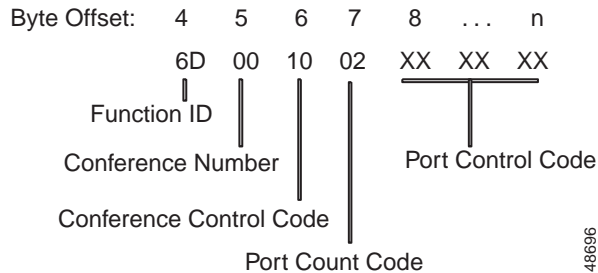 Byte Offset: 4 5 6 7 8 . . . n
6D 00 10 02 XX XX XX
Function ID
Conference Number
Port Control Code
Conference Control Code
Port Count Code
48696